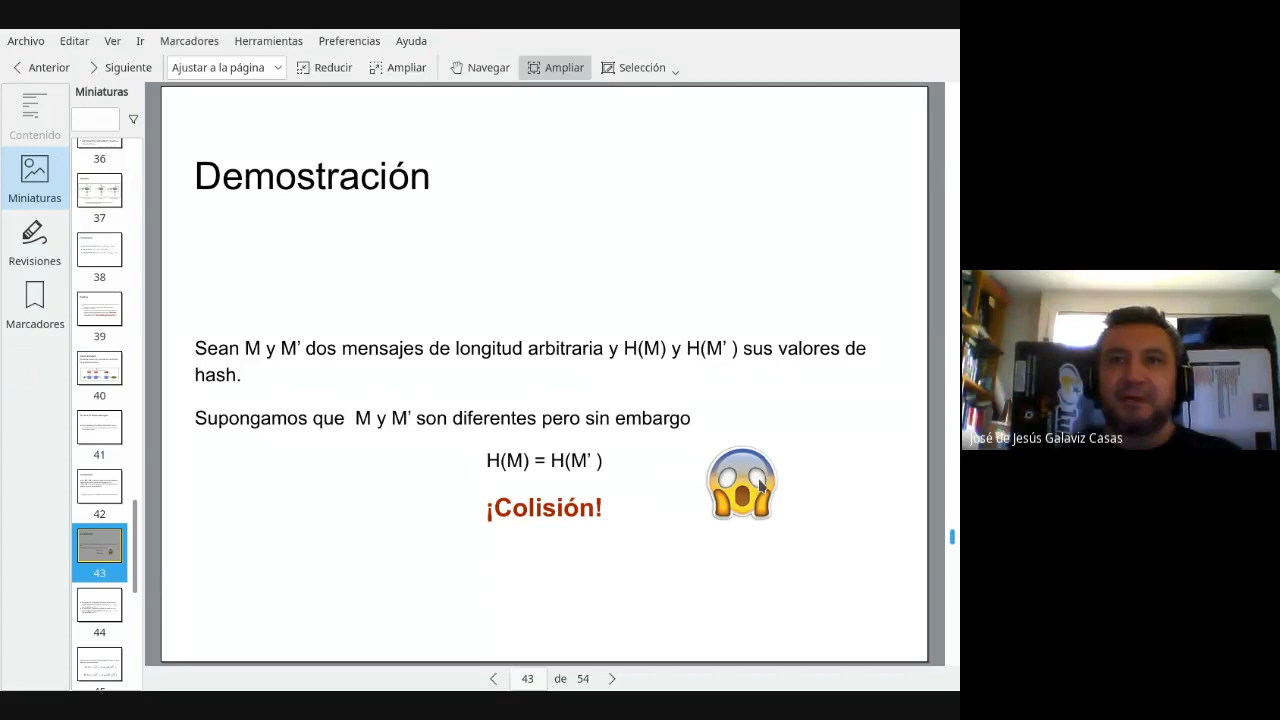 Archivo Editar Ver Ir Marcadores Herramientas Preferencias Ayuda
Anterior Siguiente Ajustar a la página Reducir Ampliar Navegar Ampliar Selección
Contenido
Miniaturas
Revisiones
Marcadores
Miniaturas
36
37
38
39
40
41
42
43
44
Demostración
Sean M y M’ dos mensajes de longitud arbitraria y H(M) y H(M’ ) sus valores de
hash.
Supongamos que M y M’ son diferentes pero sin embargo
H(M) = H(M’ )
¡Colisión!
43 de 54
José de Jesús Galaviz Casas